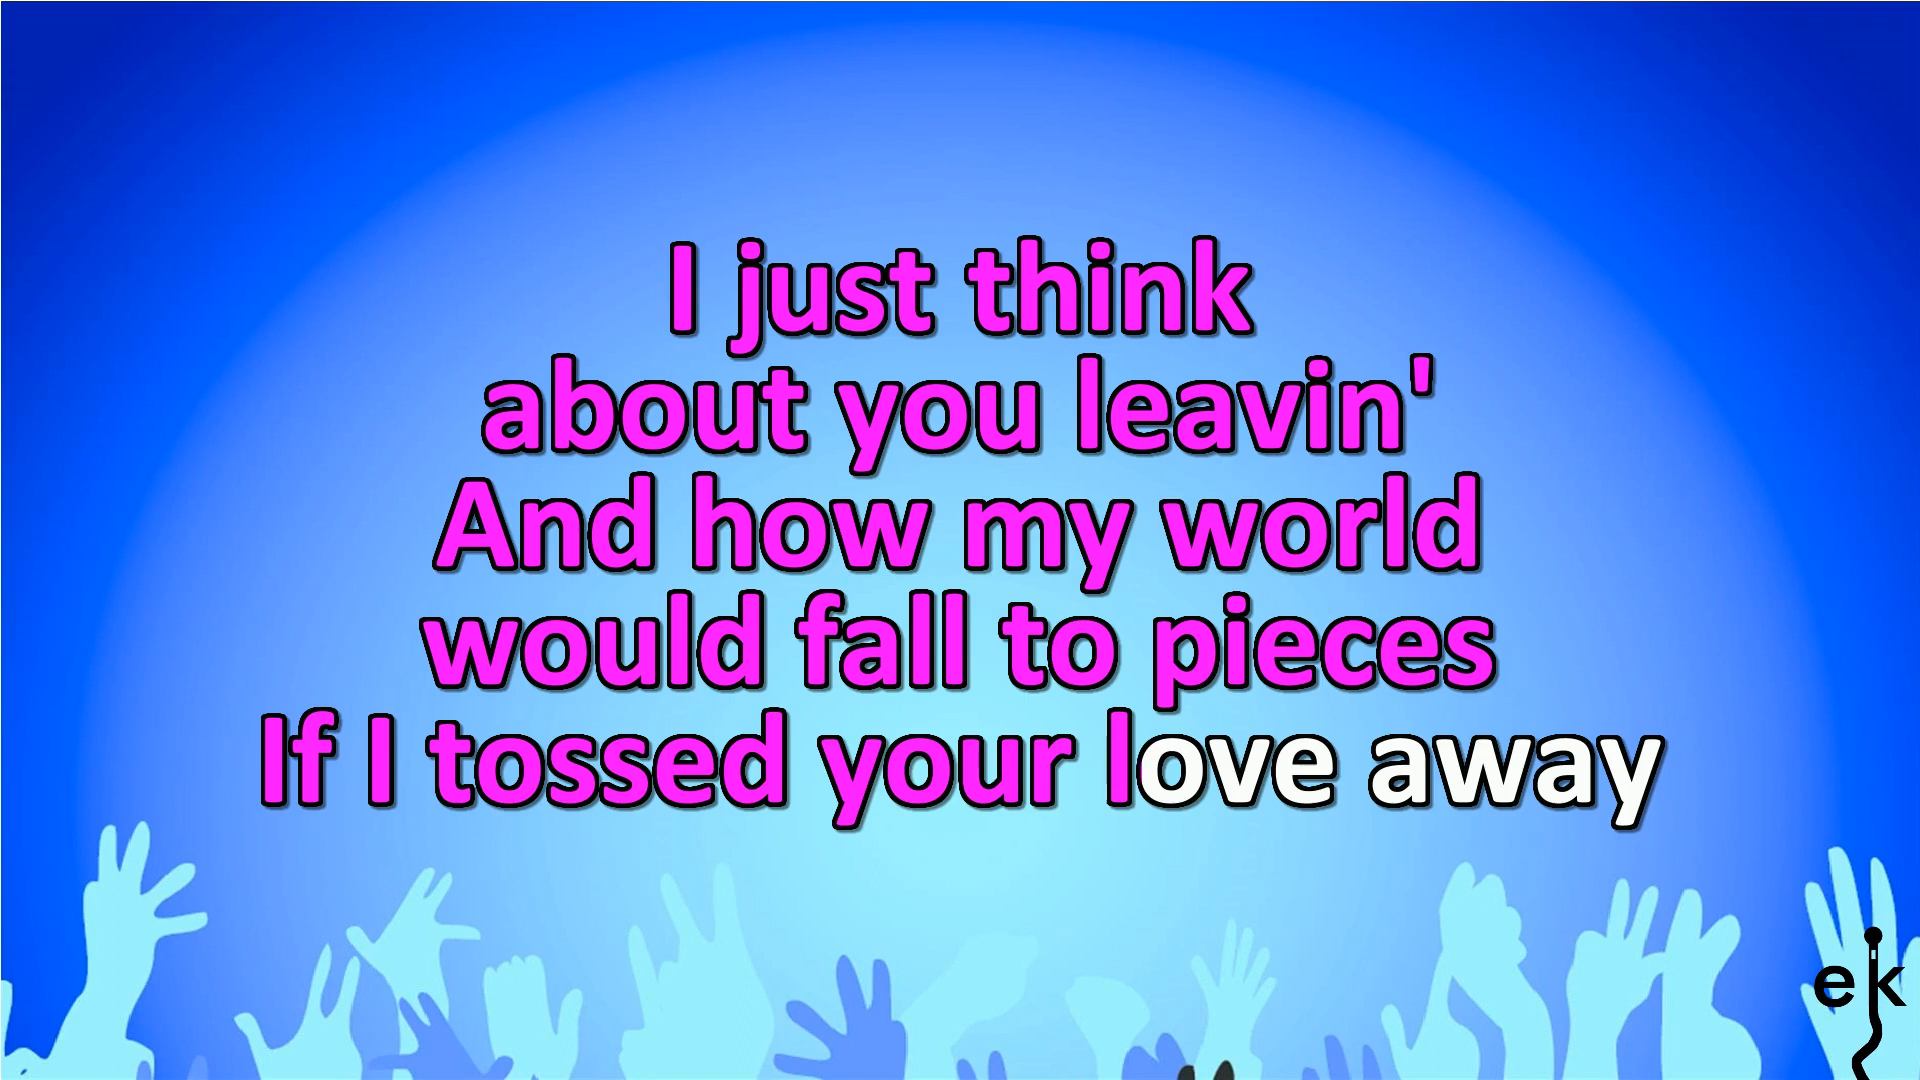 I just think
about you leavin'
And how my world
would fall to pieces
If I tossed your love away
ek